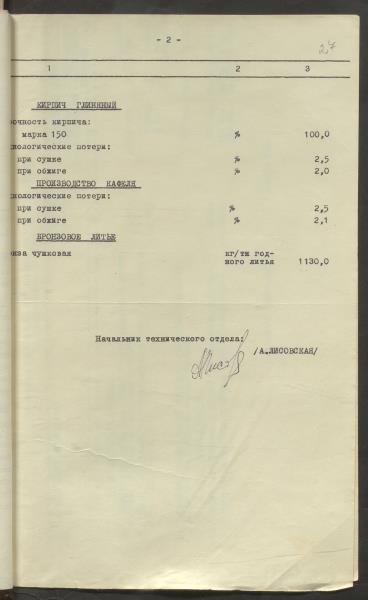 - 2 -
27
1 2 3
КИРПИЧ ГЛИНЯНЫЙ
рочность кирпича:
марка 150 % 100,0
нологические потери:
при сушке % 2,5
при обжиге % 2,0
ПРОИЗВОДСТВО КАФЕЛЯ
нологические потери:
при сушке % 2,5
при обжиге % 2,1
БРОНЗОВОЕ ЛИТЬЕ
нза чушковая кг/тн год-
ного литья 1130,0
Начальник технического отдела:
/А.ЛИСОВСКАЯ/